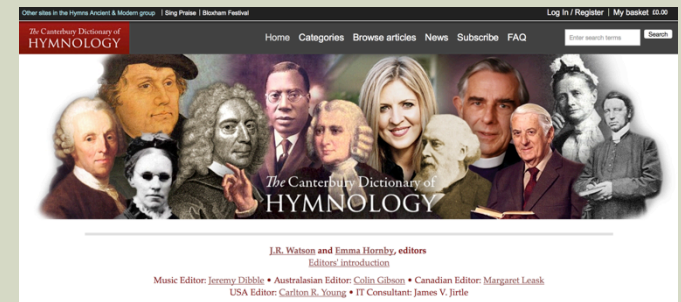 Other sites in the Hymns Ancient & Modern group | Sing Praise | Bloxham Festival
Log In / Register | My basket £0.00
The Canterbury Dictionary of
HYMNOLOGY
Home Categories Browse articles News Subscribe FAQ
Enter search terms Search
The Canterbury Dictionary of
HYMNOLOGY
J.R. Watson and Emma Hornby, editors
Editors' introduction
Music Editor: Jeremy Dibble • Australasian Editor: Colin Gibson • Canadian Editor: Margaret Leask
USA Editor: Carlton R. Young • IT Consultant: James V. Jirtle